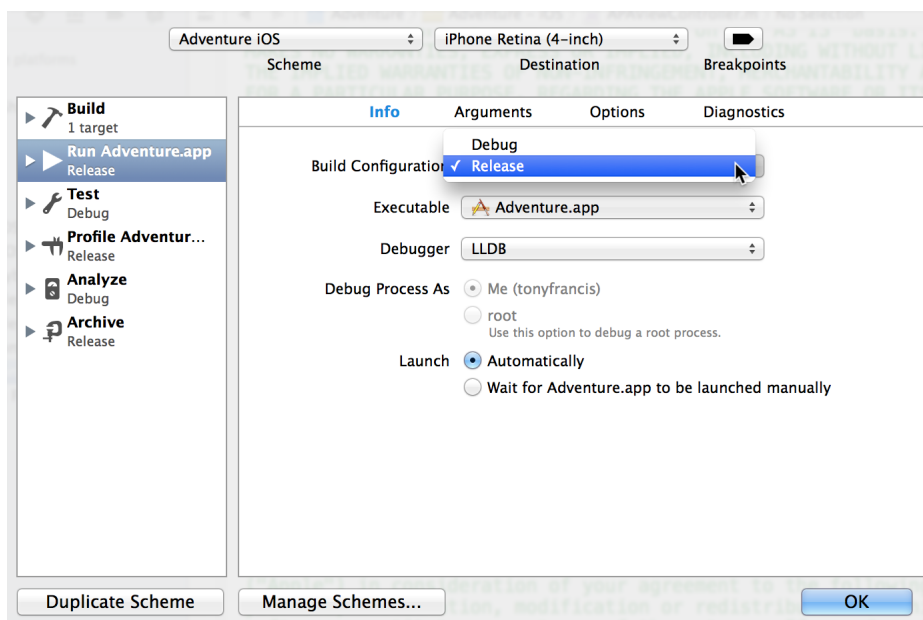 Adventure iOS
iPhone Retina (4-inch)
Scheme
Destination
Breakpoints
THE IMPLIED WARRANTIES OF NON-INFRINGEMENT, MERCHANTABILITY
FOR A PARTICULAR PURPOSE, REGARDING THE APPLE SOFTWARE OR ITS
Build
1 target
Run Adventure.app
Release
Test
Debug
Profile Adventur...
Release
Analyze
Debug
Archive
Release
Info
Arguments
Options
Diagnostics
Build Configuration
Debug
✓ Release
Executable
Adventure.app
Debugger
LLDB
Debug Process As
Me (tonyfrancis)
root
Use this option to debug a root process.
Launch
Automatically
Wait for Adventure.app to be launched manually
in consideration of your agreement to the following
modification or
Duplicate Scheme
Manage Schemes...
OK